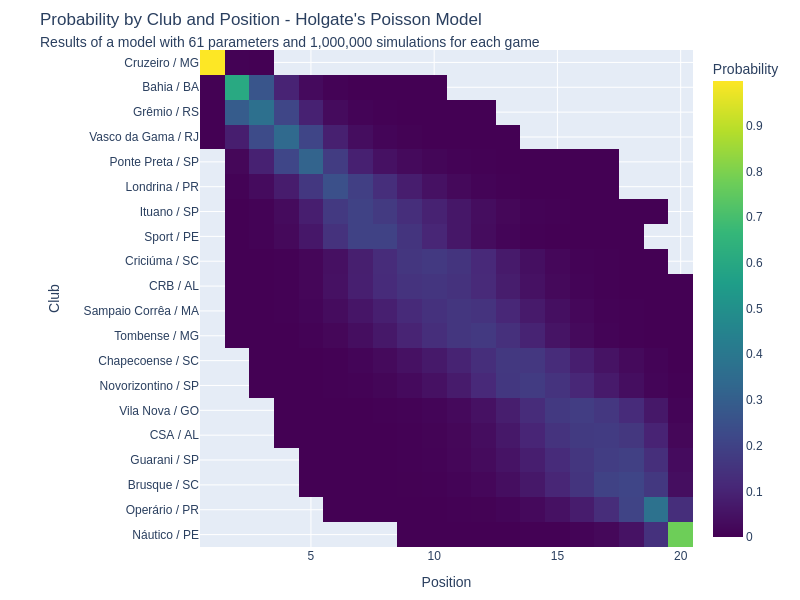 Probability by Club and Position - Holgate's Poisson Model
Results of a model with 61 parameters and 1,000,000 simulations for each game
Probability
Cruzeiro / MG
Bahia / BA
Grêmio / RS
Vasco da Gama / RJ
Ponte Preta / SP
Londrina / PR
Ituano / SP
Sport / PE
Criciúma / SC
CRB / AL
Sampaio Corrêa / MA
Tombense / MG
Chapecoense / SC
Novorizontino / SP
Vila Nova / GO
CSA / AL
Guarani / SP
Brusque / SC
Operário / PR
Náutico / PE
Club
5
10
15
20
Position
0.9
0.8
0.7
0.6
0.5
0.4
0.3
0.2
0.1
0